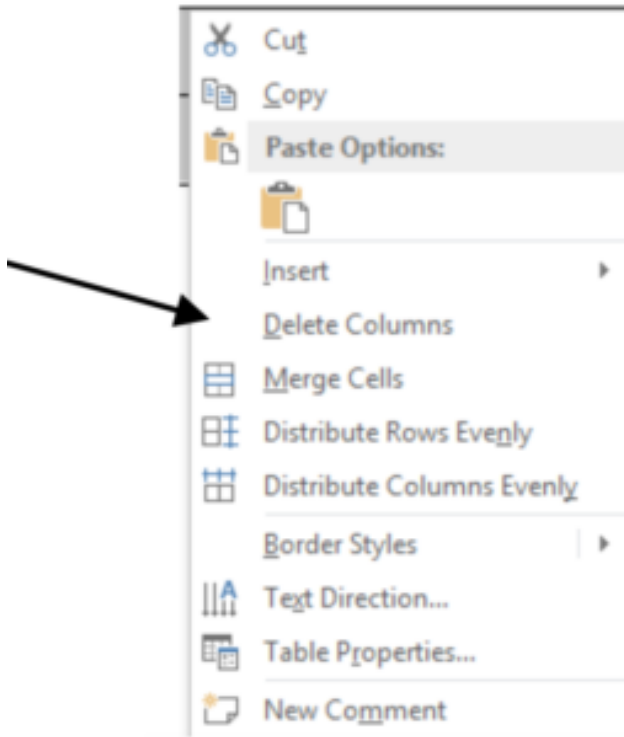 Cut
Copy
Paste Options:
Insert
Delete Columns
Merge Cells
Distribute Rows Evenly
Distribute Columns Evenly
Border Styles
Text Direction...
Table Properties...
New Comment